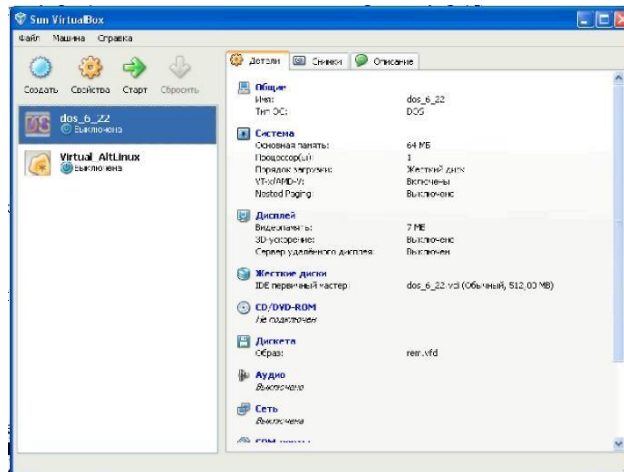 Sun VirtualBox
Файл Машина Справка
Создать Свойства Старт Сбросить
dos_6_22
Выключена
Virtual_AltLinux
Выключена
Детали Снимки Описание
Общие
Имя: dos_6_22
Тип ОС: DOS
Система
Основная память: 64 МБ
Процессор(ы): 1
Порядок загрузки: Жесткий диск
VT-x/AMD-V: Включены
Nested Paging: Выключено
Дисплей
Видеопамять: 7 МБ
3D-ускорение: Выключено
Сервер удалённого дисплея: Выключен
Жесткие диски
IDE первичный мастер: dos_6_22.vdi (Обычный, 512,00 МБ)
CD/DVD-ROM
Не подключен
Дискета
Образ: rem.vfd
Аудио
Выключено
Сеть
Выключена